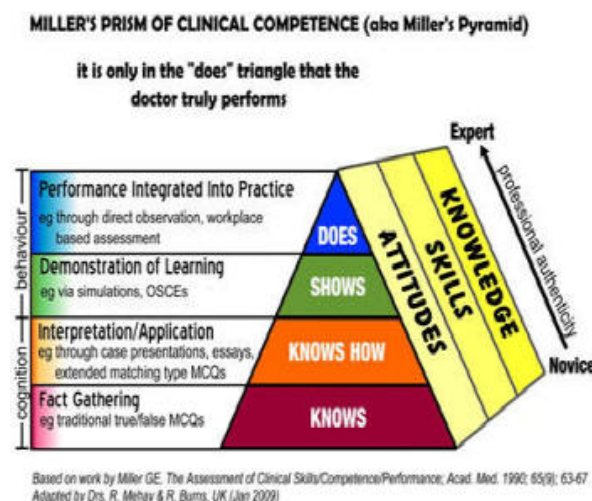 MILLER'S PRISM OF CLINICAL COMPETENCE (aka Miller's Pyramid)
it is only in the "does" triangle that the
doctor truly performs
Expert
professional authenticity
Novice
KNOWLEDGE
SKILLS
ATTITUDES
behaviour
Performance Integrated Into Practice
eg through direct observation, workplace
based assessment
DOES
Demonstration of Learning
eg via simulations, OSCEs
SHOWS
cognition
Interpretation/Application
eg through case presentations, essays,
extended matching type MCQs
KNOWS HOW
Fact Gathering
eg traditional true/false MCQs
KNOWS
Based on work by Miller GE, The Assessment of Clinical Skills/Competence/Performance; Acad. Med. 1990; 65(9); 63-67
Adapted by Drs. R. Mehay & R. Burns, UK (Jan 2009)